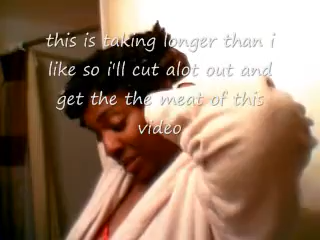 this is taking longer than i
like so i'll cut alot out and
get the the meat of this
video